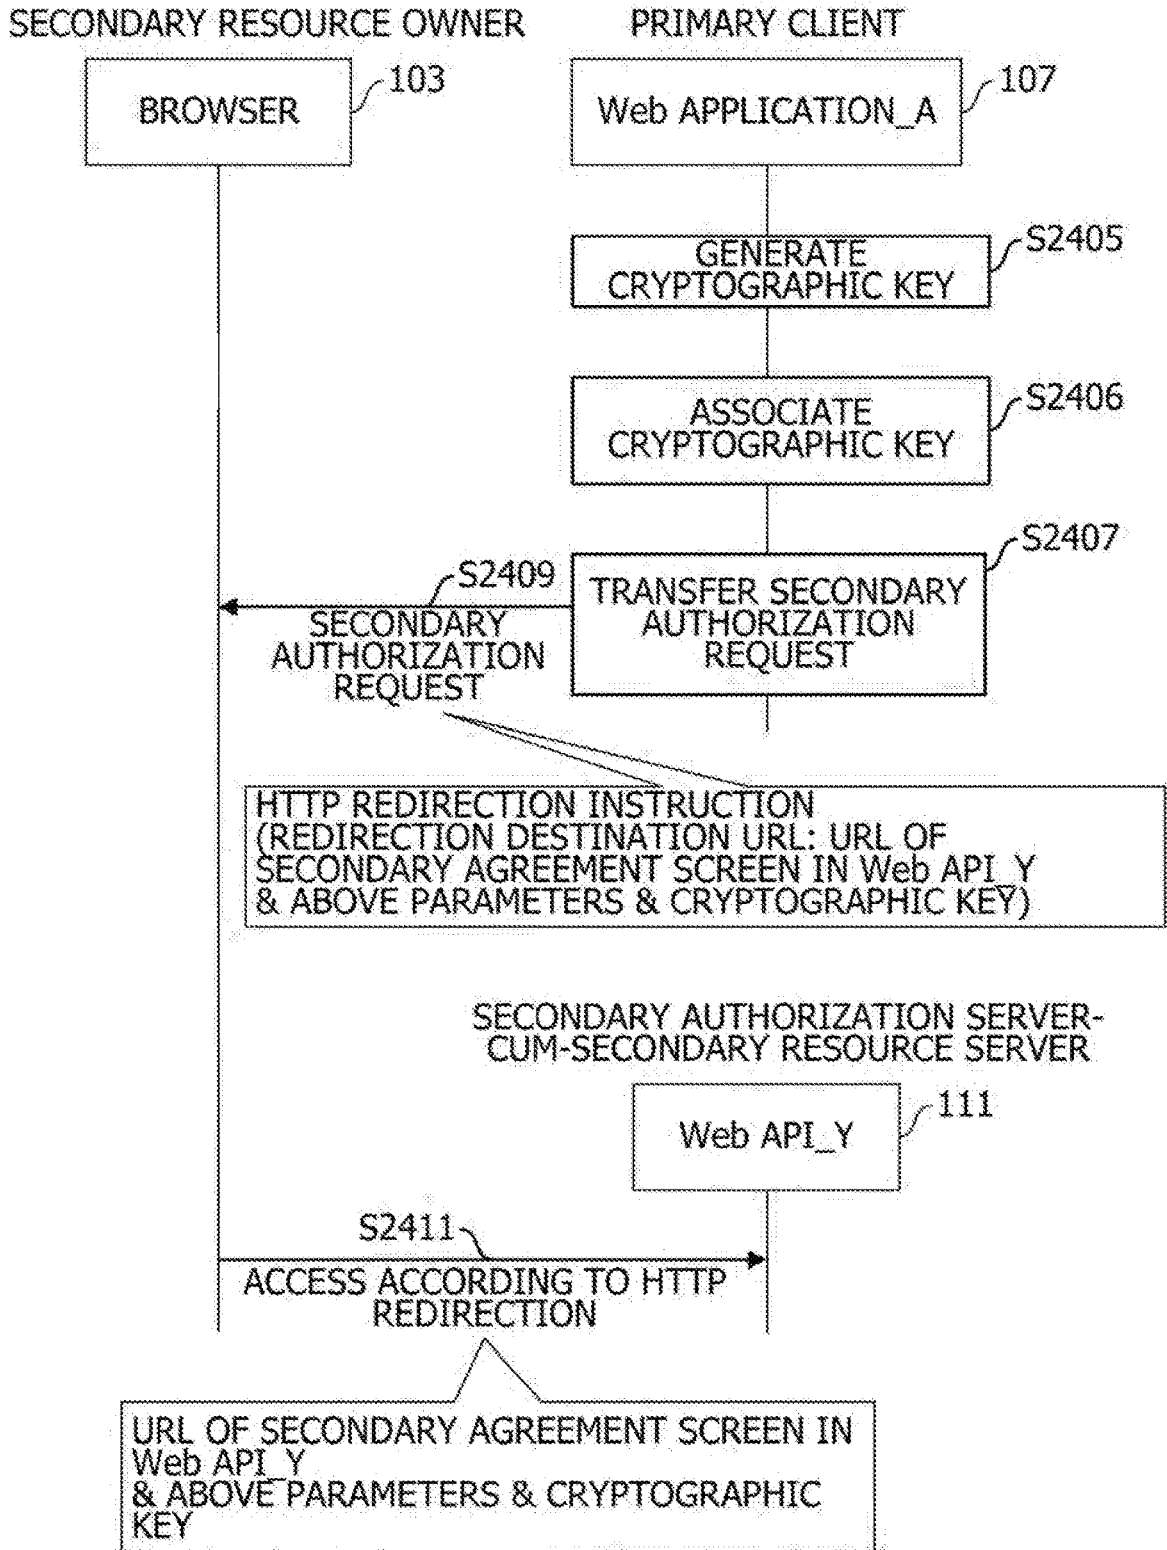 SECONDARY RESOURCE OWNER
PRIMARY CLIENT
BROWSER
103
Web APPLICATION_A
107
GENERATE
CRYPTOGRAPHIC KEY
S2405
ASSOCIATE
CRYPTOGRAPHIC KEY
S2406
S2407
TRANSFER SECONDARY
AUTHORIZATION
REQUEST
S2409
SECONDARY
AUTHORIZATION
REQUEST
HTTP REDIRECTION INSTRUCTION
(REDIRECTION DESTINATION URL: URL OF
SECONDARY AGREEMENT SCREEN IN Web API_Y
& ABOVE PARAMETERS & CRYPTOGRAPHIC KEY)
SECONDARY AUTHORIZATION SERVER-
CUM-SECONDARY RESOURCE SERVER
Web API_Y
111
S2411
ACCESS ACCORDING TO HTTP
REDIRECTION
URL OF SECONDARY AGREEMENT SCREEN IN
Web API_Y
& ABOVE PARAMETERS & CRYPTOGRAPHIC
KEY